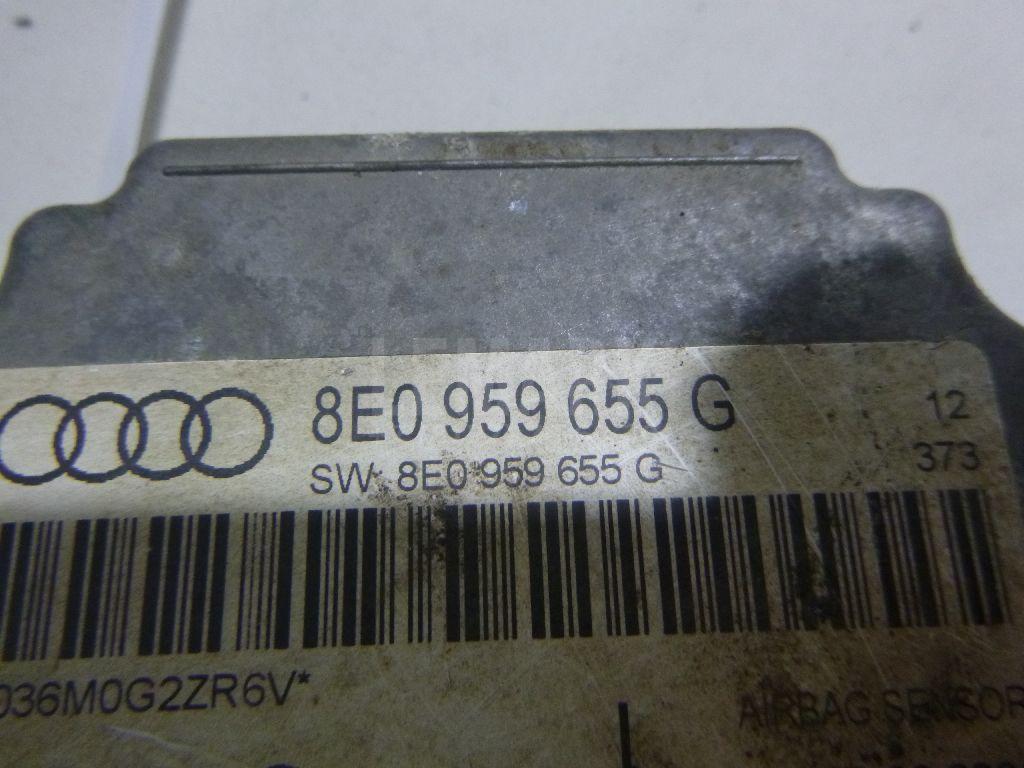 8E0 959 655 G
12
SW: 8E0 959 655 G
373
036M0G2ZR6V*
AIRBAG SENSOR